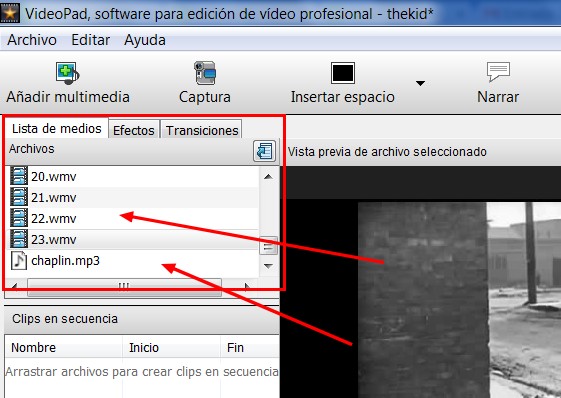 VideoPad, software para edición de vídeo profesional - thekid*
Archivo Editar Ayuda
Añadir multimedia Captura Insertar espacio Narrar
Lista de medios Efectos Transiciones
Archivos
Vista previa de archivo seleccionado
20.wmv
21.wmv
22.wmv
23.wmv
chaplin.mp3
Clips en secuencia
Nombre Inicio Fin
Arrastrar archivos para crear clips en secuencia